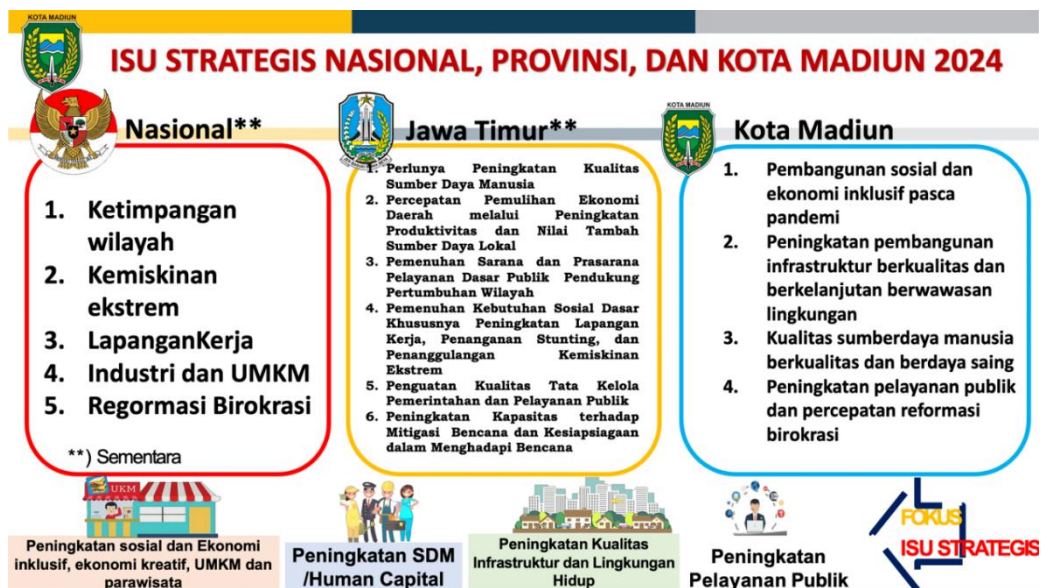 KOTA MADIUN
ISU STRATEGIS NASIONAL, PROVINSI, DAN KOTA MADIUN 2024
Nasional**
1. Ketimpangan
wilayah
2. Kemiskinan
ekstrem
3. LapanganKerja
4. Industri dan UMKM
5. Regormasi Birokrasi
**) Sementara
Jawa Timur**
1. Perlunya Peningkatan Kualitas
Sumber Daya Manusia
2. Percepatan Pemulihan Ekonomi
Daerah melalui Peningkatan
Produktivitas dan Nilai Tambah
Sumber Daya Lokal
3. Pemenuhan Sarana dan Prasarana
Pelayanan Dasar Publik Pendukung
Pertumbuhan Wilayah
4. Pemenuhan Kebutuhan Sosial Dasar
Khususnya Peningkatan Lapangan
Kerja, Penanganan Stunting, dan
Penanggulangan Kemiskinan
Ekstrem
5. Penguatan Kualitas Tata Kelola
Pemerintahan dan Pelayanan Publik
6. Peningkatan Kapasitas terhadap
Mitigasi Bencana dan Kesiapsiagaan
dalam Menghadapi Bencana
KOTA MADIUN
Kota Madiun
1. Pembangunan sosial dan
ekonomi inklusif pasca
pandemi
2. Peningkatan pembangunan
infrastruktur berkualitas dan
berkelanjutan berwawasan
lingkungan
3. Kualitas sumberdaya manusia
berkualitas dan berdaya saing
4. Peningkatan pelayanan publik
dan percepatan reformasi
birokrasi
UKM
Peningkatan sosial dan Ekonomi
inklusif, ekonomi kreatif, UMKM dan
parawisata
Peningkatan SDM
/Human Capital
Peningkatan Kualitas
Infrastruktur dan Lingkungan
Hidup
Peningkatan
Pelayanan Publik
FOKUS
ISU STRATEGIS